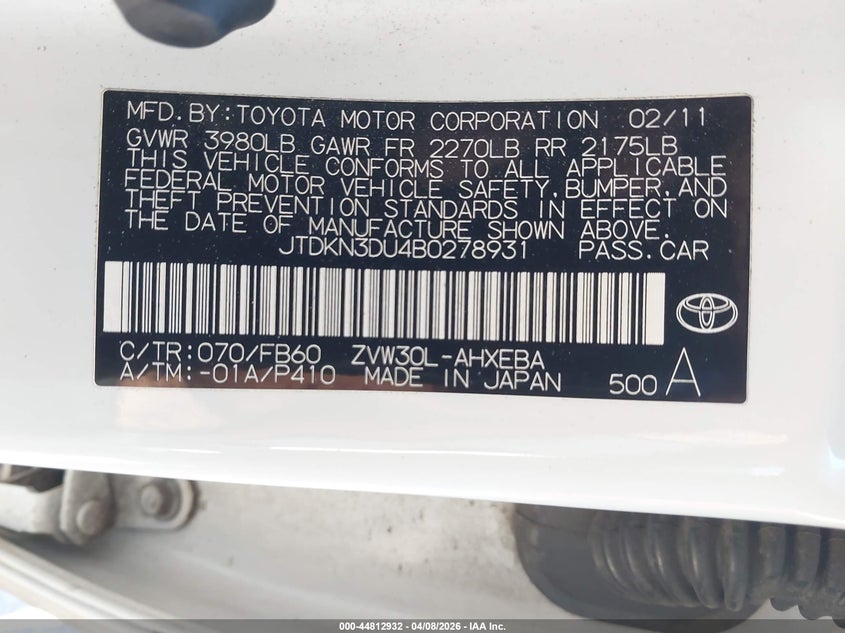 MFD.BY:TOYOTA MOTOR CORPORATION 02/11
GVWR 3980LB GAWR FR 2270LB RR 2175LB
THIS VEHICLE CONFORMS TO ALL APPLICABLE
FEDERAL MOTOR VEHICLE SAFETY,BUMPER,AND
THEFT PREVENTION STANDARDS IN EFFECT ON
THE DATE OF MANUFACTURE SHOWN ABOVE.
JTDKN3DU4B0278931 PASS.CAR
C/TR:070/FB60 ZVW30L-AHXEBA
A/TM:-01A/P410 MADE IN JAPAN 500 A
000-44812932 - 04/08/2026 - IAA Inc.